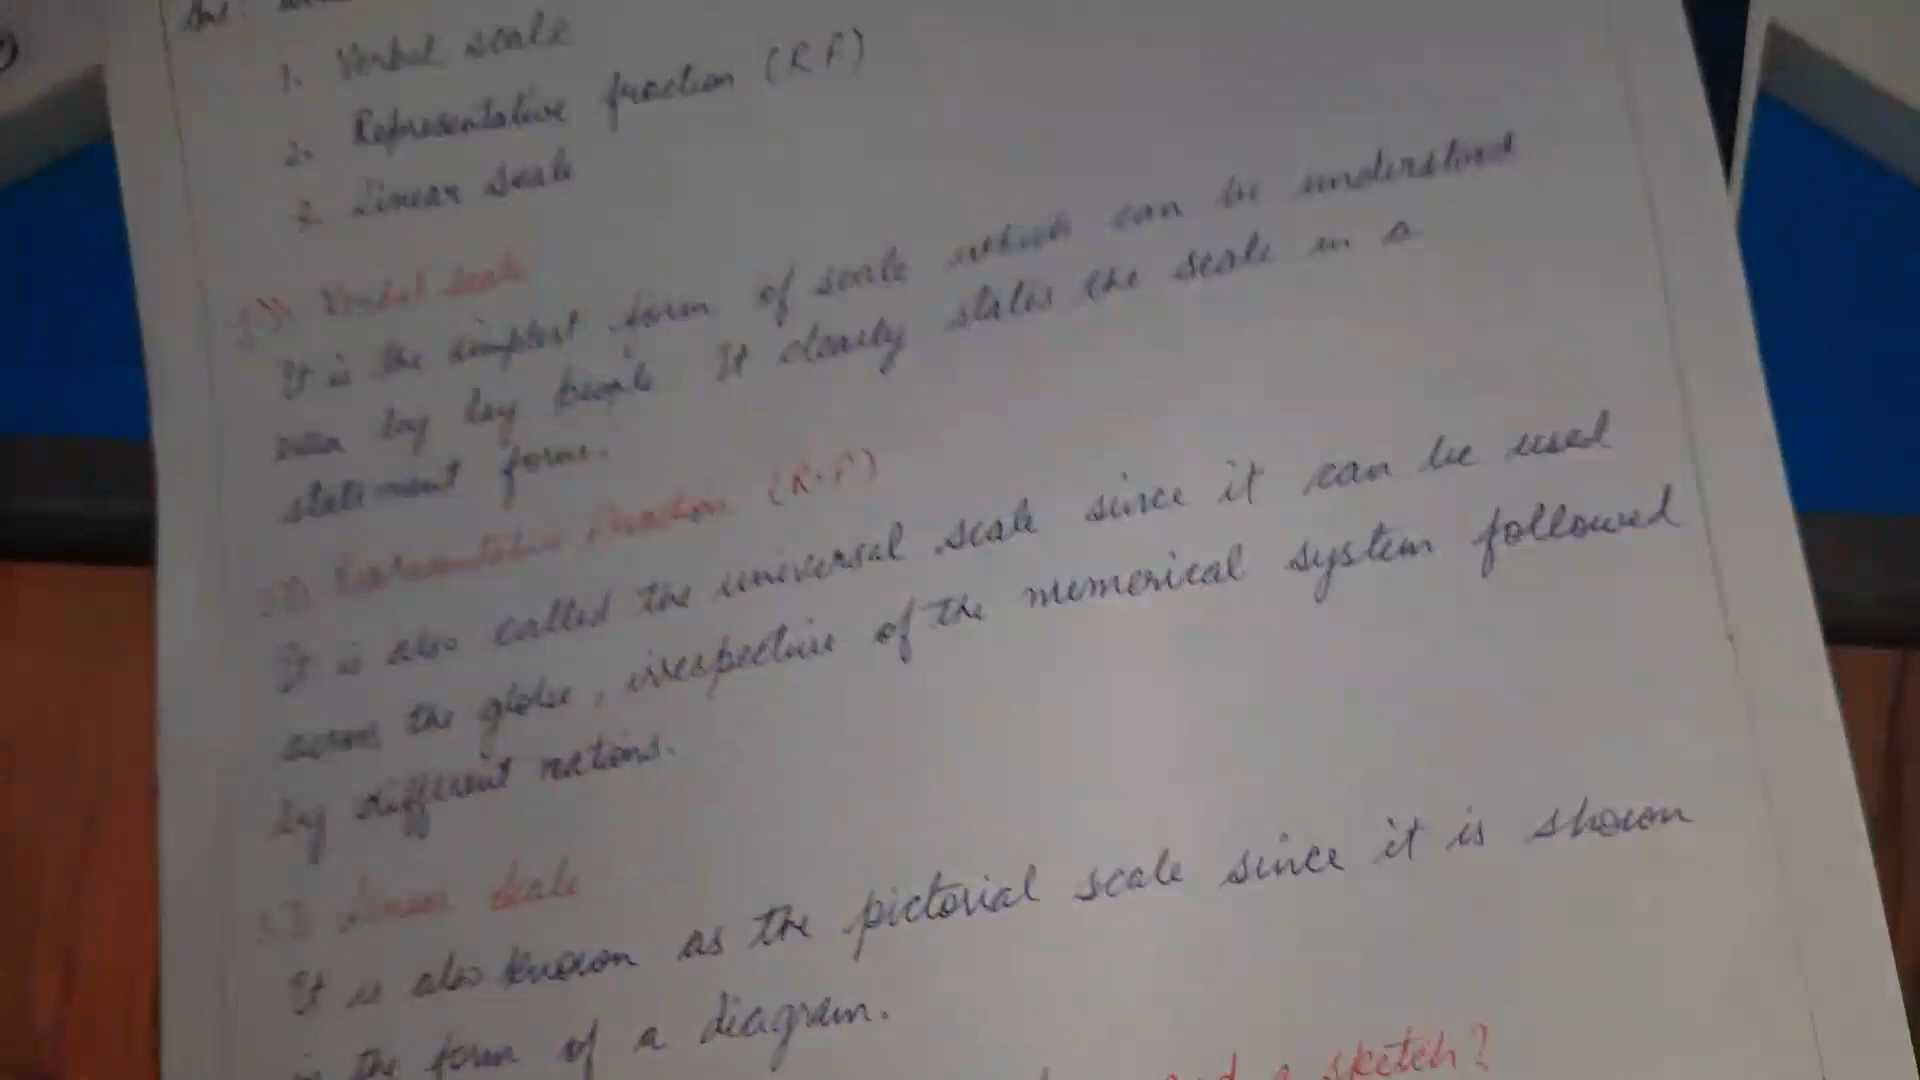 Ans:
1. Verbal scale
2. Representative fraction (R.F)
3. Linear Scale
1) Verbal scale
It is the simplest form of scale which can be understood
even by lay people. It clearly states the scale in a
statement form.
2) Representative Fraction (R.F)
It is also called the universal scale since it can be used
across the globe, irrespective of the numerical system followed
by different nations.
3) Linear Scale
It is also known as the pictorial scale since it is shown
in the form of a diagram.
a sketch?